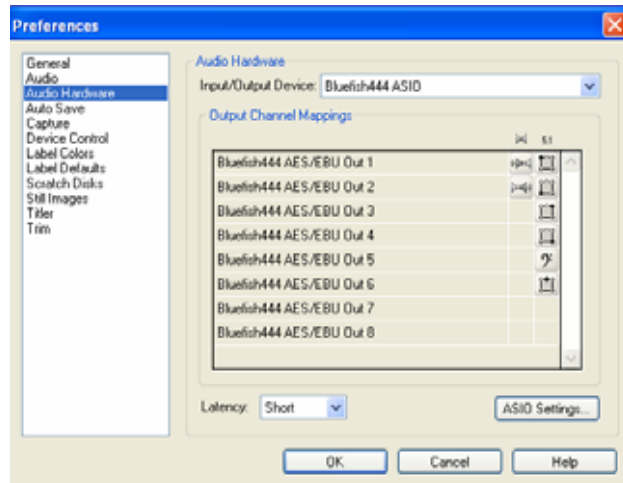 Preferences
General
Audio
Audio Hardware
Auto Save
Capture
Device Control
Label Colors
Label Defaults
Scratch Disks
Still Images
Titler
Trim
Audio Hardware
Input/Output Device: Bluefish444 ASIO
Output Channel Mappings
5.1
Bluefish444 AES/EBU Out 1
Bluefish444 AES/EBU Out 2
Bluefish444 AES/EBU Out 3
Bluefish444 AES/EBU Out 4
Bluefish444 AES/EBU Out 5
Bluefish444 AES/EBU Out 6
Bluefish444 AES/EBU Out 7
Bluefish444 AES/EBU Out 8
Latency: Short
ASIO Settings...
OK Cancel Help